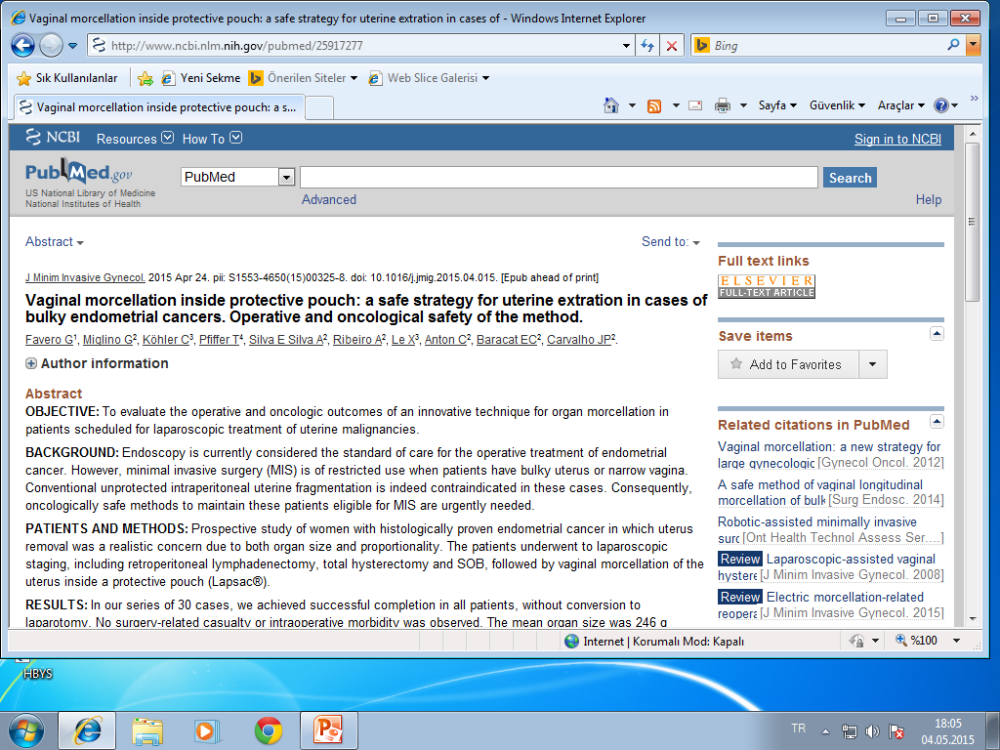 Vaginal morcellation inside protective pouch: a safe strategy for uterine extration in cases of - Windows Internet Explorer
http://www.ncbi.nlm.nih.gov/pubmed/25917277
Bing
Sık Kullanılanlar Yeni Sekme Önerilen Siteler Web Slice Galerisi
Vaginal morcellation inside protective pouch: a s...
Sayfa Güvenlik Araçlar
NCBI Resources How To Sign in to NCBI
PubMed.gov
US National Library of Medicine
National Institutes of Health
PubMed
Search
Advanced
Help
Abstract
Send to:
J Minim Invasive Gynecol. 2015 Apr 24. pii: S1553-4650(15)00325-8. doi: 10.1016/j.jmig.2015.04.015. [Epub ahead of print]
Vaginal morcellation inside protective pouch: a safe strategy for uterine extration in cases of
bulky endometrial cancers. Operative and oncological safety of the method.
Favero G1, Miglino G2, Köhler C3, Pfiffer T4, Silva E Silva A2, Ribeiro A2, Le X3, Anton C2, Baracat EC2, Carvalho JP2.
Author information
Abstract
OBJECTIVE: To evaluate the operative and oncologic outcomes of an innovative technique for organ morcellation in
patients scheduled for laparoscopic treatment of uterine malignancies.
BACKGROUND: Endoscopy is currently considered the standard of care for the operative treatment of endometrial
cancer. However, minimal invasive surgery (MIS) is of restricted use when patients have bulky uterus or narrow vagina.
Conventional unprotected intraperitoneal uterine fragmentation is indeed contraindicated in these cases. Consequently,
oncologically safe methods to maintain these patients eligible for MIS are urgently needed.
PATIENTS AND METHODS: Prospective study of women with histologically proven endometrial cancer in which uterus
removal was a realistic concern due to both organ size and proportionality. The patients underwent to laparoscopic
staging, including retroperitoneal lymphadenectomy, total hysterectomy and SOB, followed by vaginal morcellation of the
uterus inside a protective pouch (Lapsac®).
RESULTS: In our series of 30 cases, we achieved successful completion in all patients, without conversion to
laparotomy. No surgery-related casualty or intraoperative morbidity was observed. The mean organ size was 246 g
Full text links
ELSEVIER
FULL-TEXT ARTICLE
Save items
Add to Favorites
Related citations in PubMed
Vaginal morcellation: a new strategy for
large gynecologic [Gynecol Oncol. 2012]
A safe method of vaginal longitudinal
morcellation of bulk [Surg Endosc. 2014]
Robotic-assisted minimally invasive
surg [Ont Health Technol Assess Ser....]
Review Laparoscopic-assisted vaginal
hystere [J Minim Invasive Gynecol. 2008]
Review Electric morcellation-related
reopera [J Minim Invasive Gynecol. 2015]
Internet | Korumalı Mod: Kapalı
%100
HBYS
TR
18:05
04.05.2015